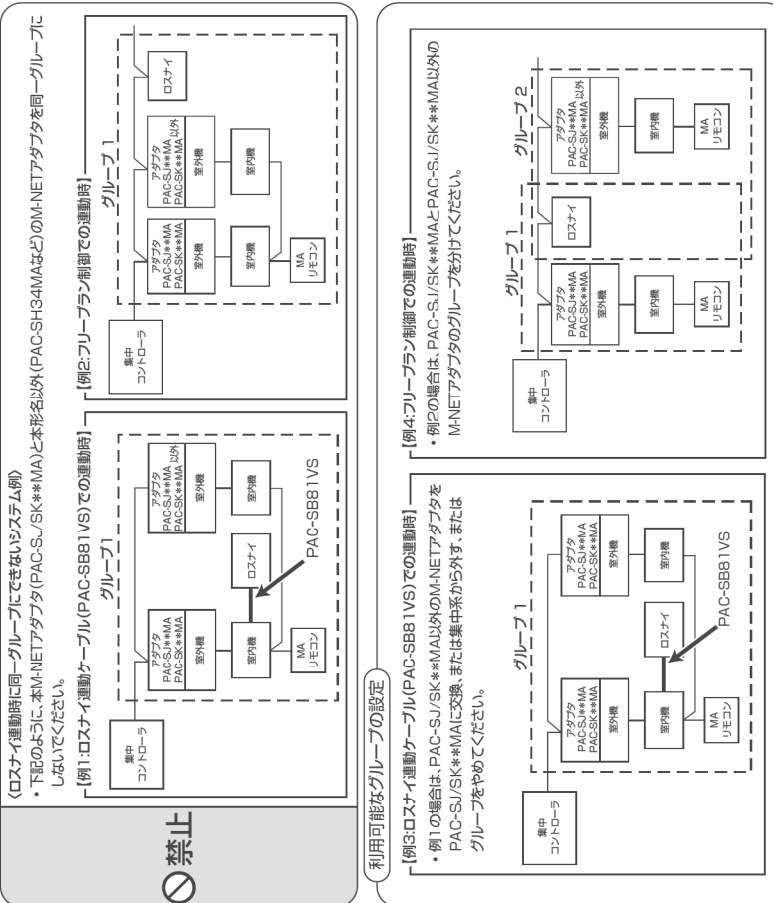 禁止
〈ロスナイ連動時に同一グループにできないシステム例〉
・下記のように、本M-NETアダプタ(PAC-SJ/SK**MA)と本形名以外(PAC-SH34MAなど)のM-NETアダプタを同一グループに
しないでください。
【例1:ロスナイ連動ケーブル(PAC-SB81VS)での連動時】
グループ1
集中
コントローラ
アダプタ
PAC-SJ**MA
PAC-SK**MA
室外機
室内機
MA
リモコン
ロスナイ
アダプタ
PAC-SJ**MA
PAC-SK**MA 以外
室外機
室内機
PAC-SB81VS
【例2:フリープラン制御での連動時】
グループ 1
集中
コントローラ
アダプタ
PAC-SJ**MA
PAC-SK**MA
室外機
室内機
MA
リモコン
アダプタ
PAC-SJ**MA
PAC-SK**MA 以外
室外機
室内機
ロスナイ
利用可能なグループの設定
【例3:ロスナイ連動ケーブル(PAC-SB81VS)での連動時】
・例1の場合は、PAC-SJ/SK**MA以外のM-NETアダプタを
PAC-SJ/SK**MAに交換、または集中系から外す、または
グループをやめてください。
グループ 1
集中
コントローラ
アダプタ
PAC-SJ**MA
PAC-SK**MA
室外機
室内機
MA
リモコン
ロスナイ
アダプタ
PAC-SJ**MA
PAC-SK**MA
室外機
室内機
PAC-SB81VS
【例4:フリープラン制御での連動時】
・例2の場合は、PAC-SJ/SK**MAとPAC-SJ/SK**MA以外の
M-NETアダプタのグループを分けてください。
グループ 1
グループ 2
集中
コントローラ
アダプタ
PAC-SJ**MA
PAC-SK**MA
室外機
室内機
MA
リモコン
ロスナイ
アダプタ
PAC-SJ**MA
PAC-SK**MA 以外
室外機
室内機
MA
リモコン